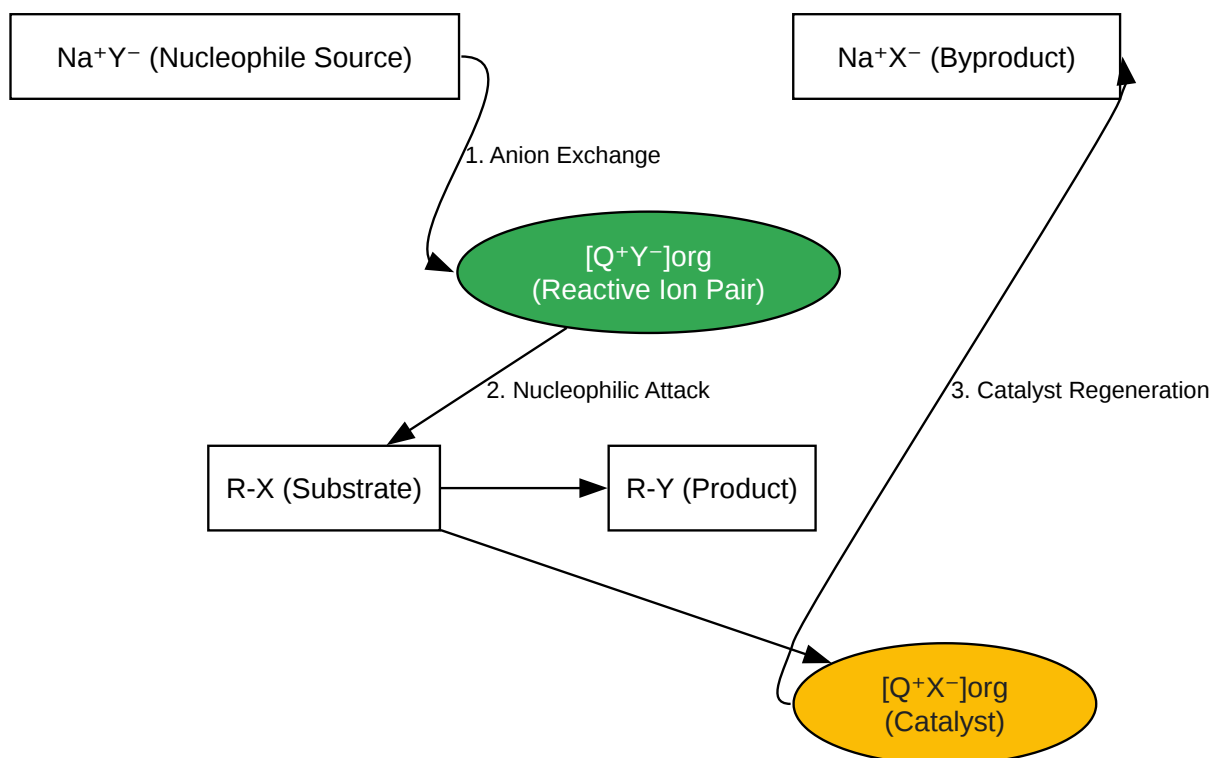 Na⁺Y⁻ (Nucleophile Source)
Na⁺X⁻ (Byproduct)
1. Anion Exchange
[Q⁺Y⁻]org
(Reactive Ion Pair)
2. Nucleophilic Attack
3. Catalyst Regeneration
R-X (Substrate)
R-Y (Product)
[Q⁺X⁻]org
(Catalyst)